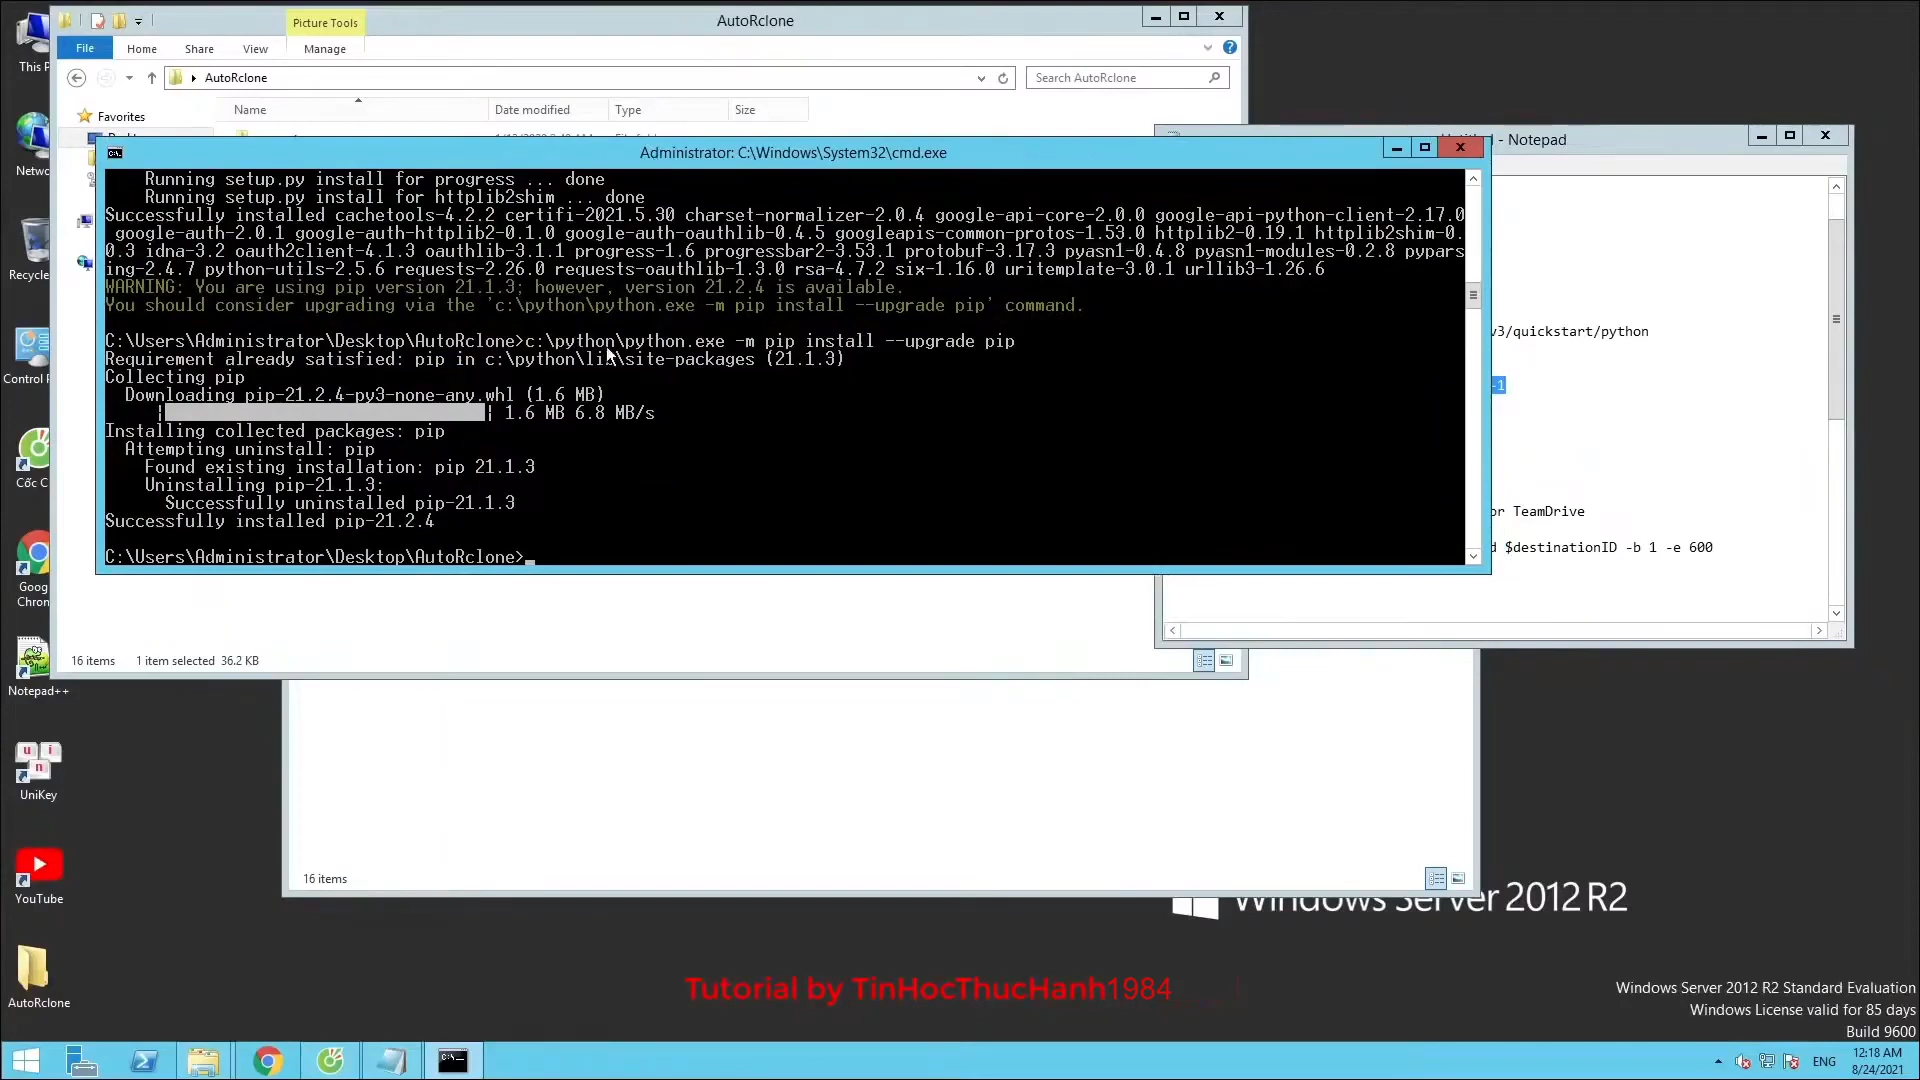 Picture Tools
AutoRclone
File
Home
Share
View
Manage
AutoRclone
Search AutoRclone
Favorites
Name
Date modified
Type
Size
Administrator: C:\Windows\System32\cmd.exe
Running setup.py install for progress ... done
Running setup.py install for httplib2shim ... done
Successfully installed cachetools-4.2.2 certifi-2021.5.30 charset-normalizer-2.0.4 google-api-core-2.0.0 google-api-python-client-2.17.0
google-auth-2.0.1 google-auth-httplib2-0.1.0 google-auth-oauthlib-0.4.5 googleapis-common-protos-1.53.0 httplib2-0.19.1 httplib2shim-0.
0.3 idna-3.2 oauth2client-4.1.3 oauthlib-3.1.1 progress-1.6 progressbar2-3.53.1 protobuf-3.17.3 pyasn1-0.4.8 pyasn1-modules-0.2.8 pypars
ing-2.4.7 python-utils-2.5.6 requests-2.26.0 requests-oauthlib-1.3.0 rsa-4.7.2 six-1.16.0 uritemplate-3.0.1 urllib3-1.26.6
WARNING: You are using pip version 21.1.3; however, version 21.2.4 is available.
You should consider upgrading via the 'c:\python\python.exe -m pip install --upgrade pip' command.
C:\Users\Administrator\Desktop\AutoRclone>c:\python\python.exe -m pip install --upgrade pip
Requirement already satisfied: pip in c:\python\lib\site-packages (21.1.3)
Collecting pip
Downloading pip-21.2.4-py3-none-any.whl (1.6 MB)
1.6 MB 6.8 MB/s
Installing collected packages: pip
Attempting uninstall: pip
Found existing installation: pip 21.1.3
Uninstalling pip-21.1.3:
Successfully uninstalled pip-21.1.3
Successfully installed pip-21.2.4
C:\Users\Administrator\Desktop\AutoRclone>_
- Notepad
v3/quickstart/python
-1
or TeamDrive
d $destinationID -b 1 -e 600
16 items 1 item selected 36.2 KB
16 items
This P
Netwo
Recycle
Control P
Cốc C
Goog
Chron
Notepad++
UniKey
YouTube
AutoRclone
Windows Server 2012 R2
Tutorial by TinHocThucHanh1984
Windows Server 2012 R2 Standard Evaluation
Windows License valid for 85 days
Build 9600
ENG
12:18 AM
8/24/2021